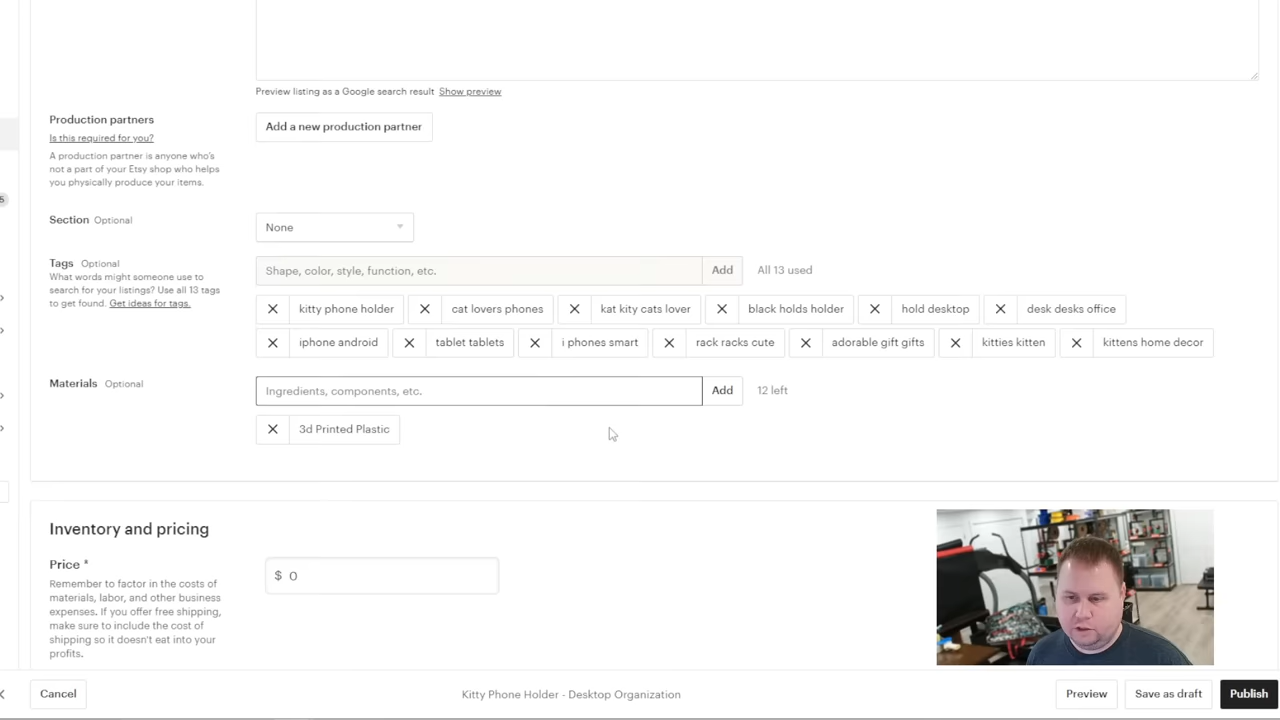 Preview listing as a Google search result Show preview
Production partners
Is this required for you?
A production partner is anyone who's
not a part of your Etsy shop who helps
you physically produce your items.
Add a new production partner
5
Section Optional
None
Tags Optional
What words might someone use to
search for your listings? Use all 13 tags
to get found. Get ideas for tags.
Shape, color, style, function, etc.
Add
All 13 used
kitty phone holder
cat lovers phones
kat kity cats lover
black holds holder
hold desktop
desk desks office
iphone android
tablet tablets
i phones smart
rack racks cute
adorable gift gifts
kitties kitten
kittens home decor
Materials Optional
Ingredients, components, etc.
Add
12 left
3d Printed Plastic
Inventory and pricing
Price *
Remember to factor in the costs of
materials, labor, and other business
expenses. If you offer free shipping,
make sure to include the cost of
shipping so it doesn't eat into your
profits.
$ 0
Cancel
Kitty Phone Holder - Desktop Organization
Preview
Save as draft
Publish